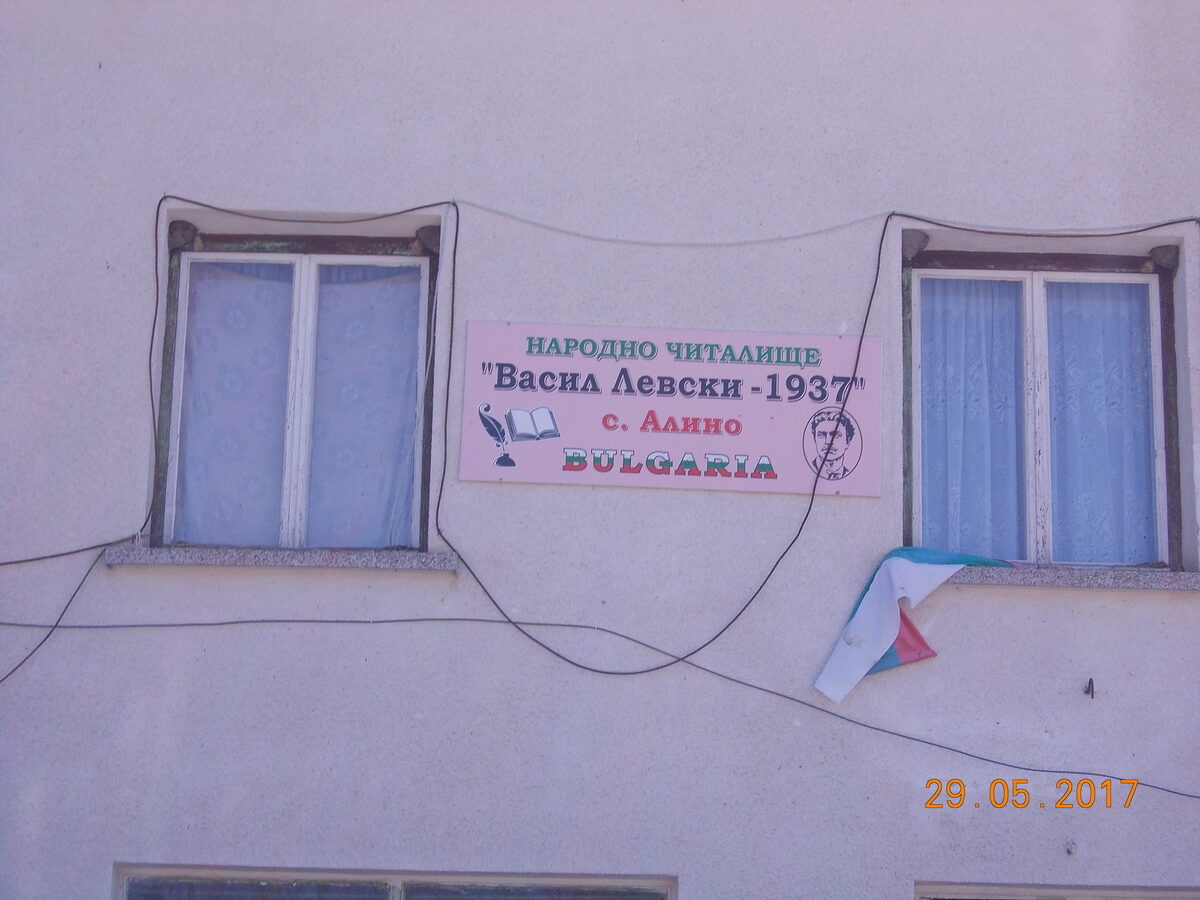 НАРОДНО ЧИТАЛИЩЕ
"Васил Левски - 1937"
с. Алино
BULGARIA
29.05.2017